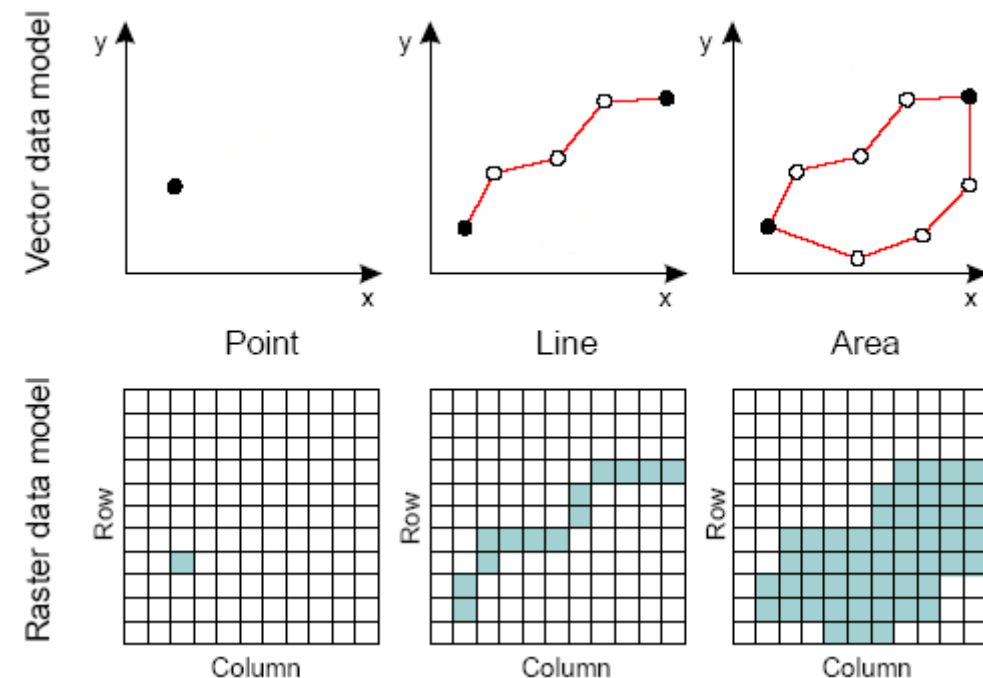 Vector data model
y
x
y
x
y
x
Point
Line
Area
Raster data model
Row
Column
Row
Column
Row
Column